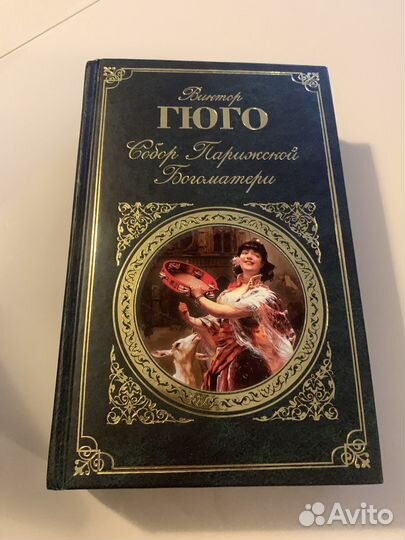 Виктор
ГЮГО
Собор Парижской
Богоматери
Avito